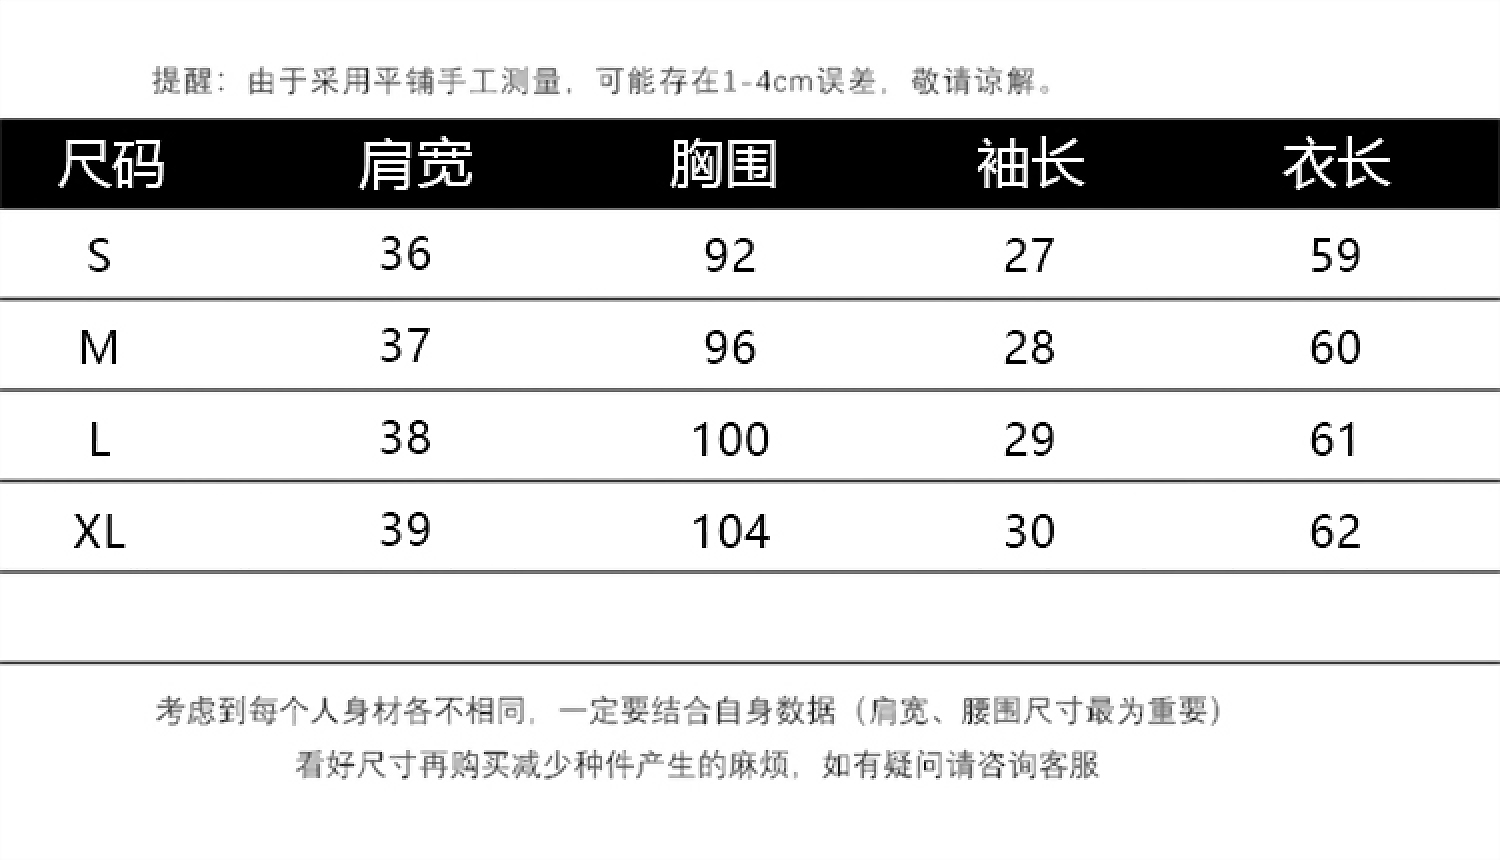 提醒：由于采用平铺手工测量，可能存在1-4cm误差，敬请谅解。
尺码 肩宽 胸围 袖长 衣长
S 36 92 27 59
M 37 96 28 60
L 38 100 29 61
XL 39 104 30 62
考虑到每个人身材各不相同，一定要结合自身数据（肩宽、腰围尺寸最为重要）
看好尺寸再购买减少种件产生的麻烦，如有疑问请咨询客服